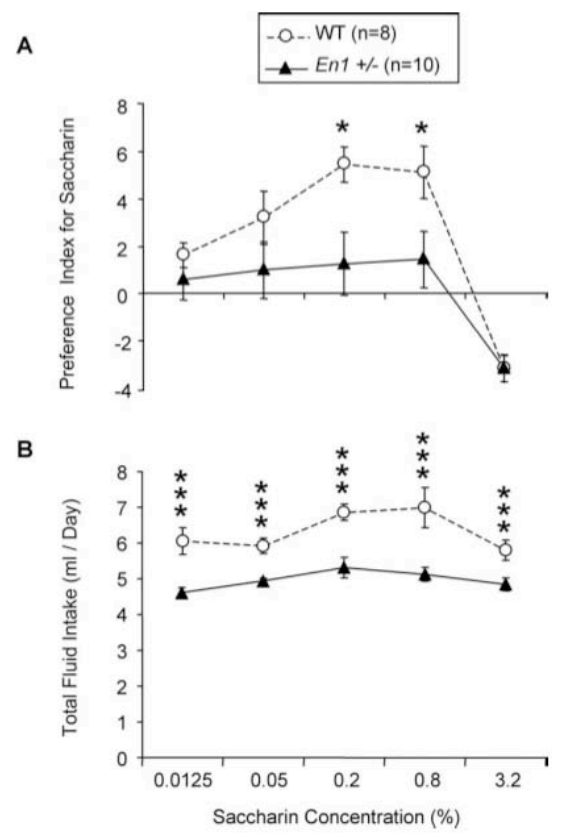 A
WT (n=8)
En1 +/- (n=10)
Preference Index for Saccharin
8
6
4
2
0
-2
-4
*
*
B
Total Fluid Intake (ml / Day)
8
7
6
5
4
3
2
1
0
***
***
***
***
***
0.0125 0.05 0.2 0.8 3.2
Saccharin Concentration (%)